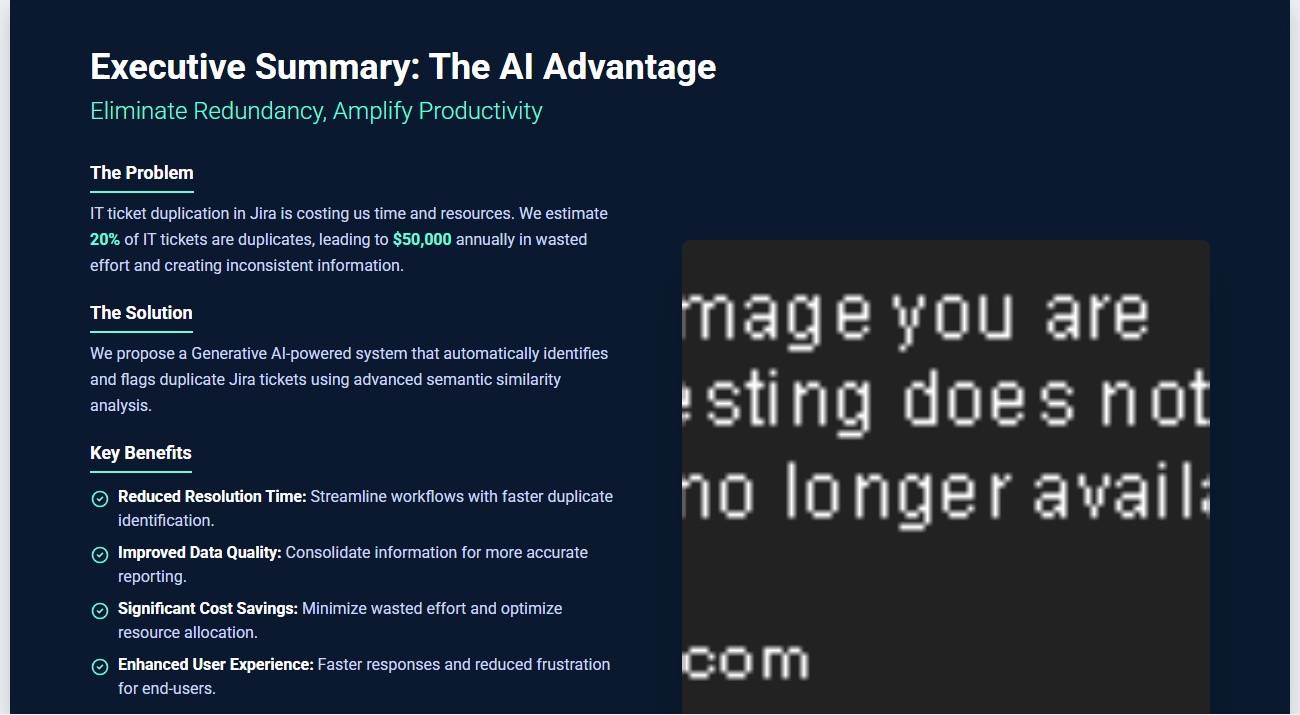 Executive Summary: The AI Advantage
Eliminate Redundancy, Amplify Productivity
The Problem
IT ticket duplication in Jira is costing us time and resources. We estimate
20% of IT tickets are duplicates, leading to $50,000 annually in wasted
effort and creating inconsistent information.
The Solution
We propose a Generative AI-powered system that automatically identifies
and flags duplicate Jira tickets using advanced semantic similarity
analysis.
Key Benefits
Reduced Resolution Time: Streamline workflows with faster duplicate
identification.
Improved Data Quality: Consolidate information for more accurate
reporting.
Significant Cost Savings: Minimize wasted effort and optimize
resource allocation.
Enhanced User Experience: Faster responses and reduced frustration
for end-users.
you are
does not
no longer
com